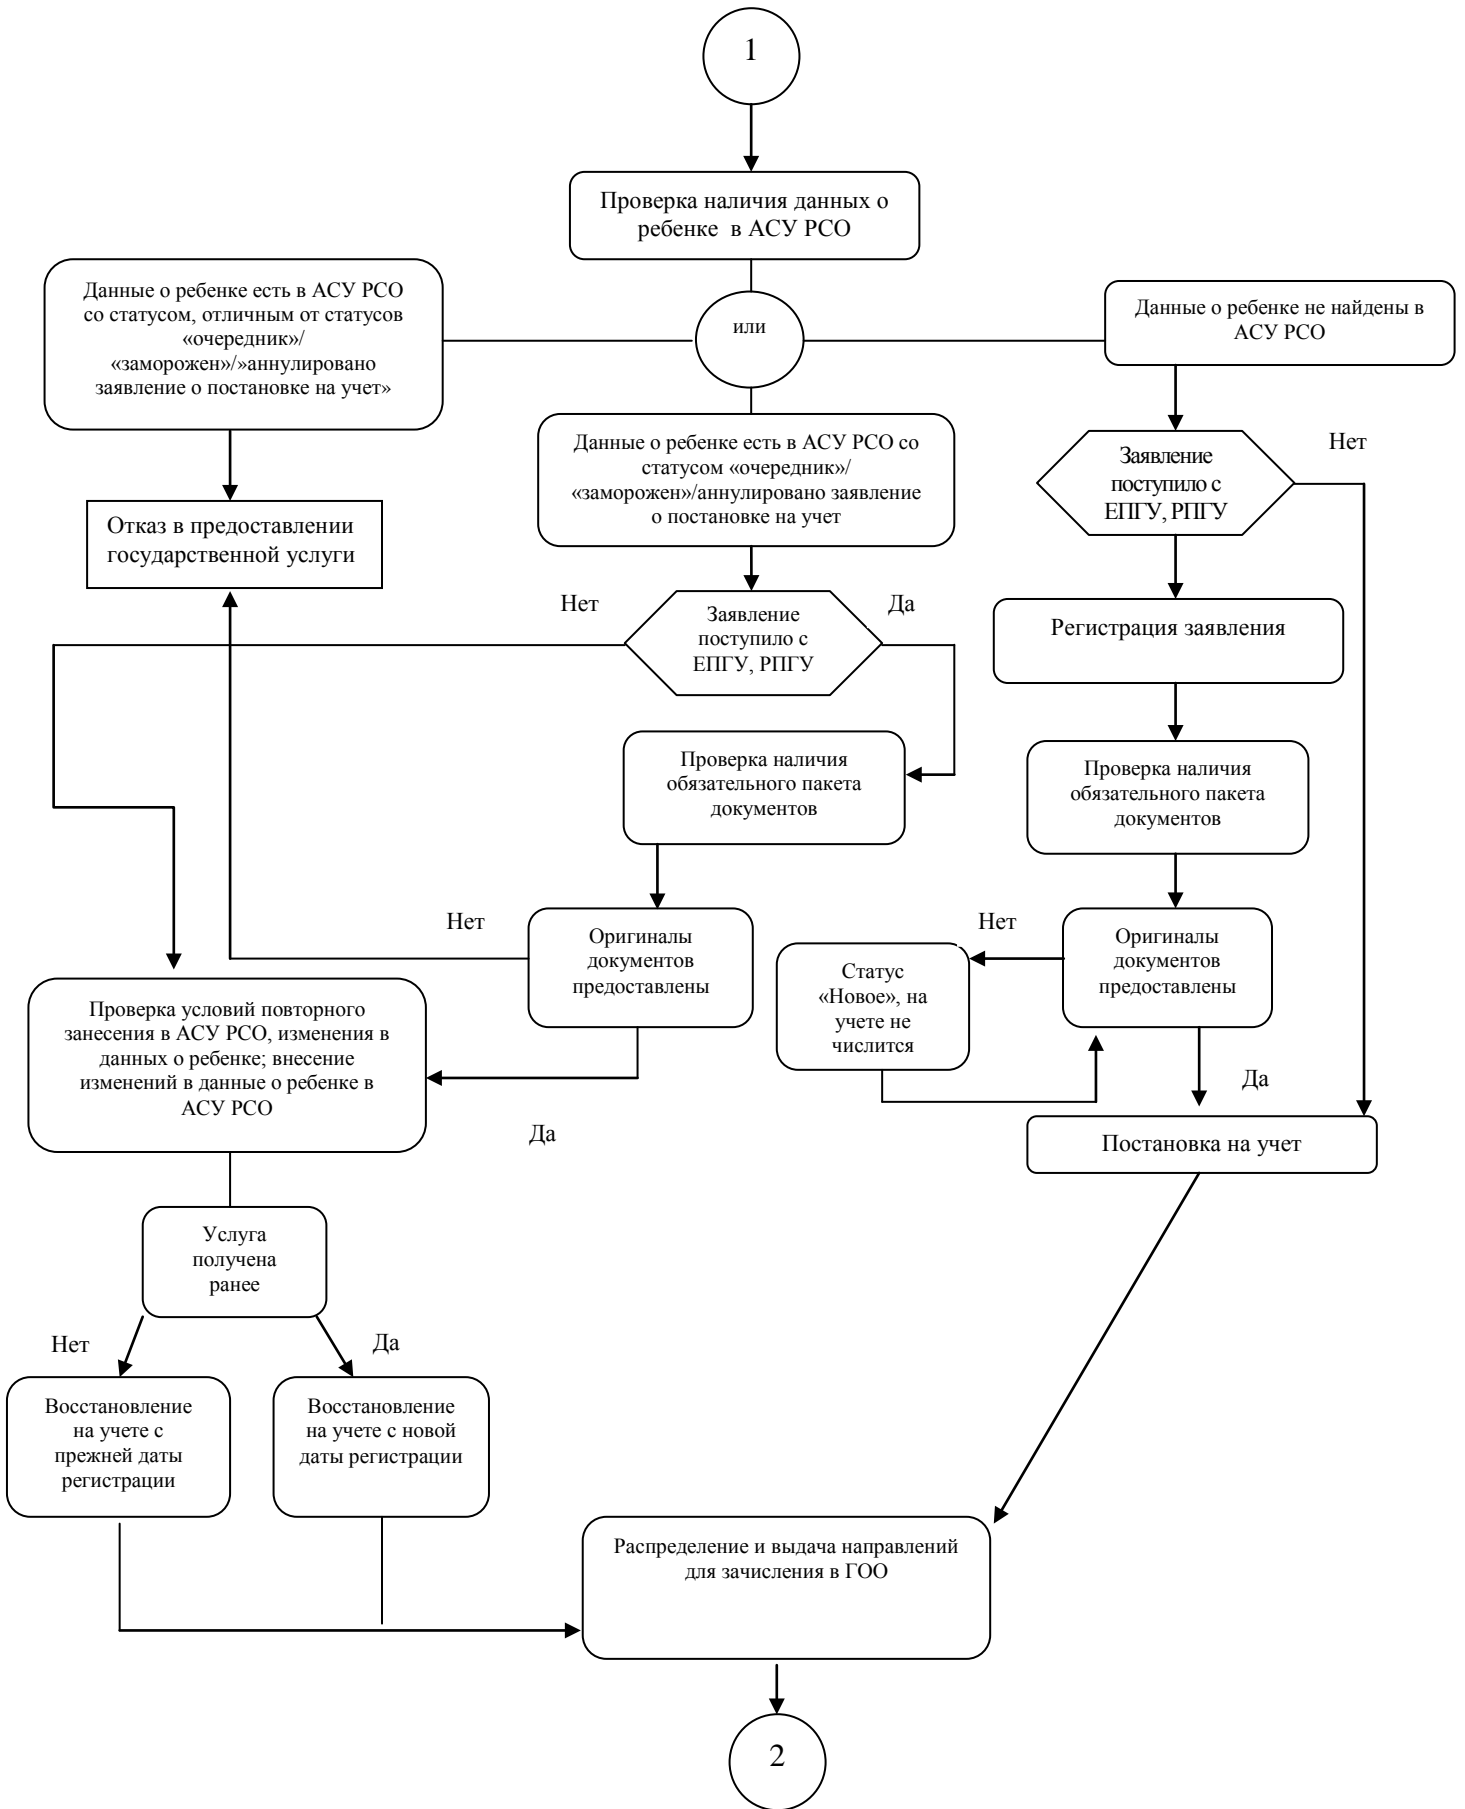 1
Проверка наличия данных о
ребенке в АСУ РСО
Данные о ребенке есть в АСУ РСО
со статусом, отличным от статусов
«очередник»/
«заморожен»/»аннулировано
заявление о постановке на учет»
или
Данные о ребенке не найдены в
АСУ РСО
Данные о ребенке есть в АСУ РСО со
статусом «очередник»/
«заморожен»/аннулировано заявление
о постановке на учет
Заявление
поступило с
ЕПГУ, РПГУ
Нет
Отказ в предоставлении
государственной услуги
Нет
Заявление
поступило с
ЕПГУ, РПГУ
Да
Регистрация заявления
Проверка наличия
обязательного пакета
документов
Проверка наличия
обязательного пакета
документов
Нет
Оригиналы
документов
предоставлены
Нет
Оригиналы
документов
предоставлены
Статус
«Новое», на
учете не
числится
Проверка условий повторного
занесения в АСУ РСО, изменения в
данных о ребенке; внесение
изменений в данные о ребенке в
АСУ РСО
Да
Да
Постановка на учет
Услуга
получена
ранее
Нет
Да
Восстановление
на учете с
прежней даты
регистрации
Восстановление
на учете с новой
даты регистрации
Распределение и выдача направлений
для зачисления в ГОО
2